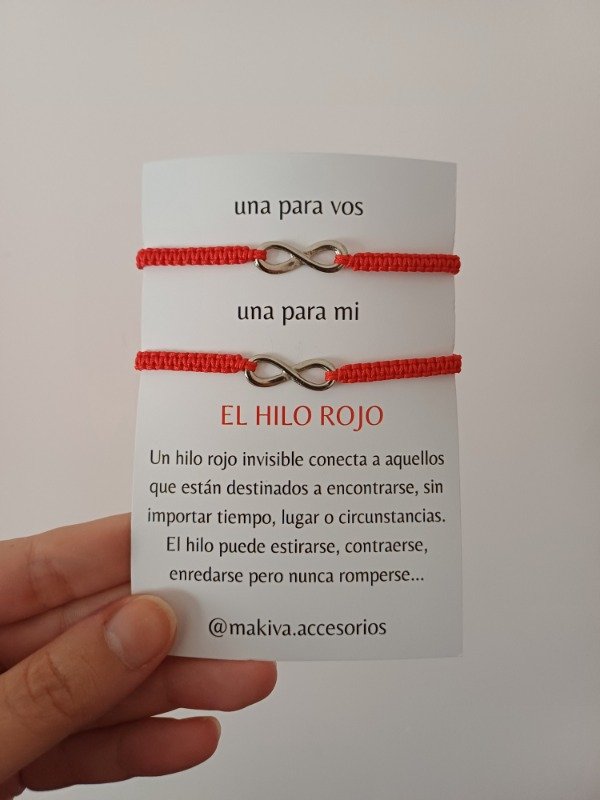 una para vos
una para mi
EL HILO ROJO
Un hilo rojo invisible conecta a aquellos
que están destinados a encontrarse, sin
importar tiempo, lugar o circunstancias.
El hilo puede estirarse, contraerse,
enredarse pero nunca romperse...
@makiva.accesorios